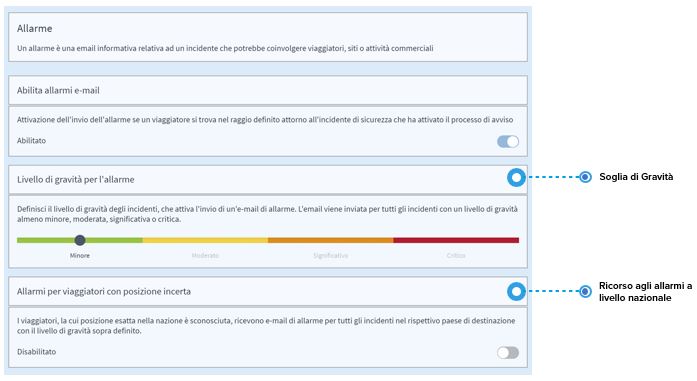 Allarme
Un allarme è una email informativa relativa ad un incidente che potrebbe coinvolgere viaggiatori, siti o attività commerciali
Abilita allarmi e-mail
Attivazione dell'invio dell'allarme se un viaggiatore si trova nel raggio definito attorno all'incidente di sicurezza che ha attivato il processo di avviso
Abilitato
Livello di gravità per l'allarme
Soglia di Gravità
Definisci il livello di gravità degli incidenti, che attiva l'invio di un'e-mail di allarme. L'email viene inviata per tutti gli incidenti con un livello di gravità
almeno minore, moderata, significativa o critica.
Minore
Moderato
Significativo
Critico
Allarmi per viaggiatori con posizione incerta
Ricorso agli allarmi a
livello nazionale
I viaggiatori, la cui posizione esatta nella nazione è sconosciuta, ricevono e-mail di allarme per tutti gli incidenti nel rispettivo paese di destinazione
con il livello di gravità sopra definito.
Disabilitato